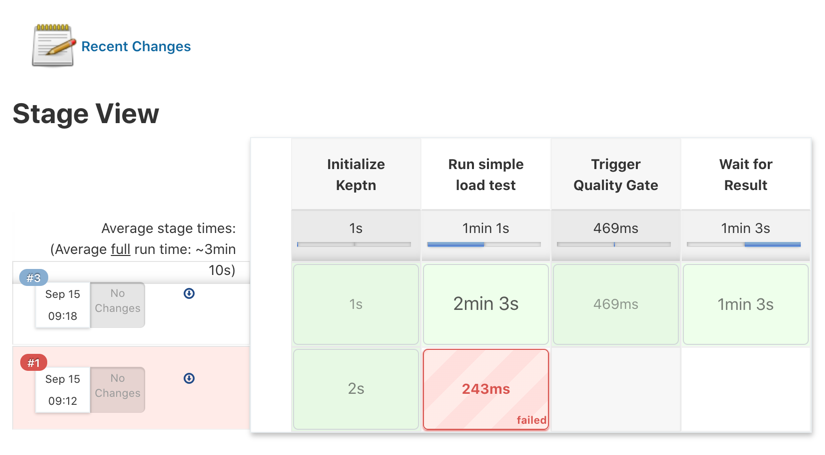 Recent Changes
Stage View
Initialize
Keptn
Run simple
load test
Trigger
Quality Gate
Wait for
Result
Average stage times:
(Average full run time: ~3min
10s)
1s
1min 1s
469ms
1min 3s
#3
Sep 15
09:18
No
Changes
1s
2min 3s
469ms
1min 3s
#1
Sep 15
09:12
No
Changes
2s
243ms
failed